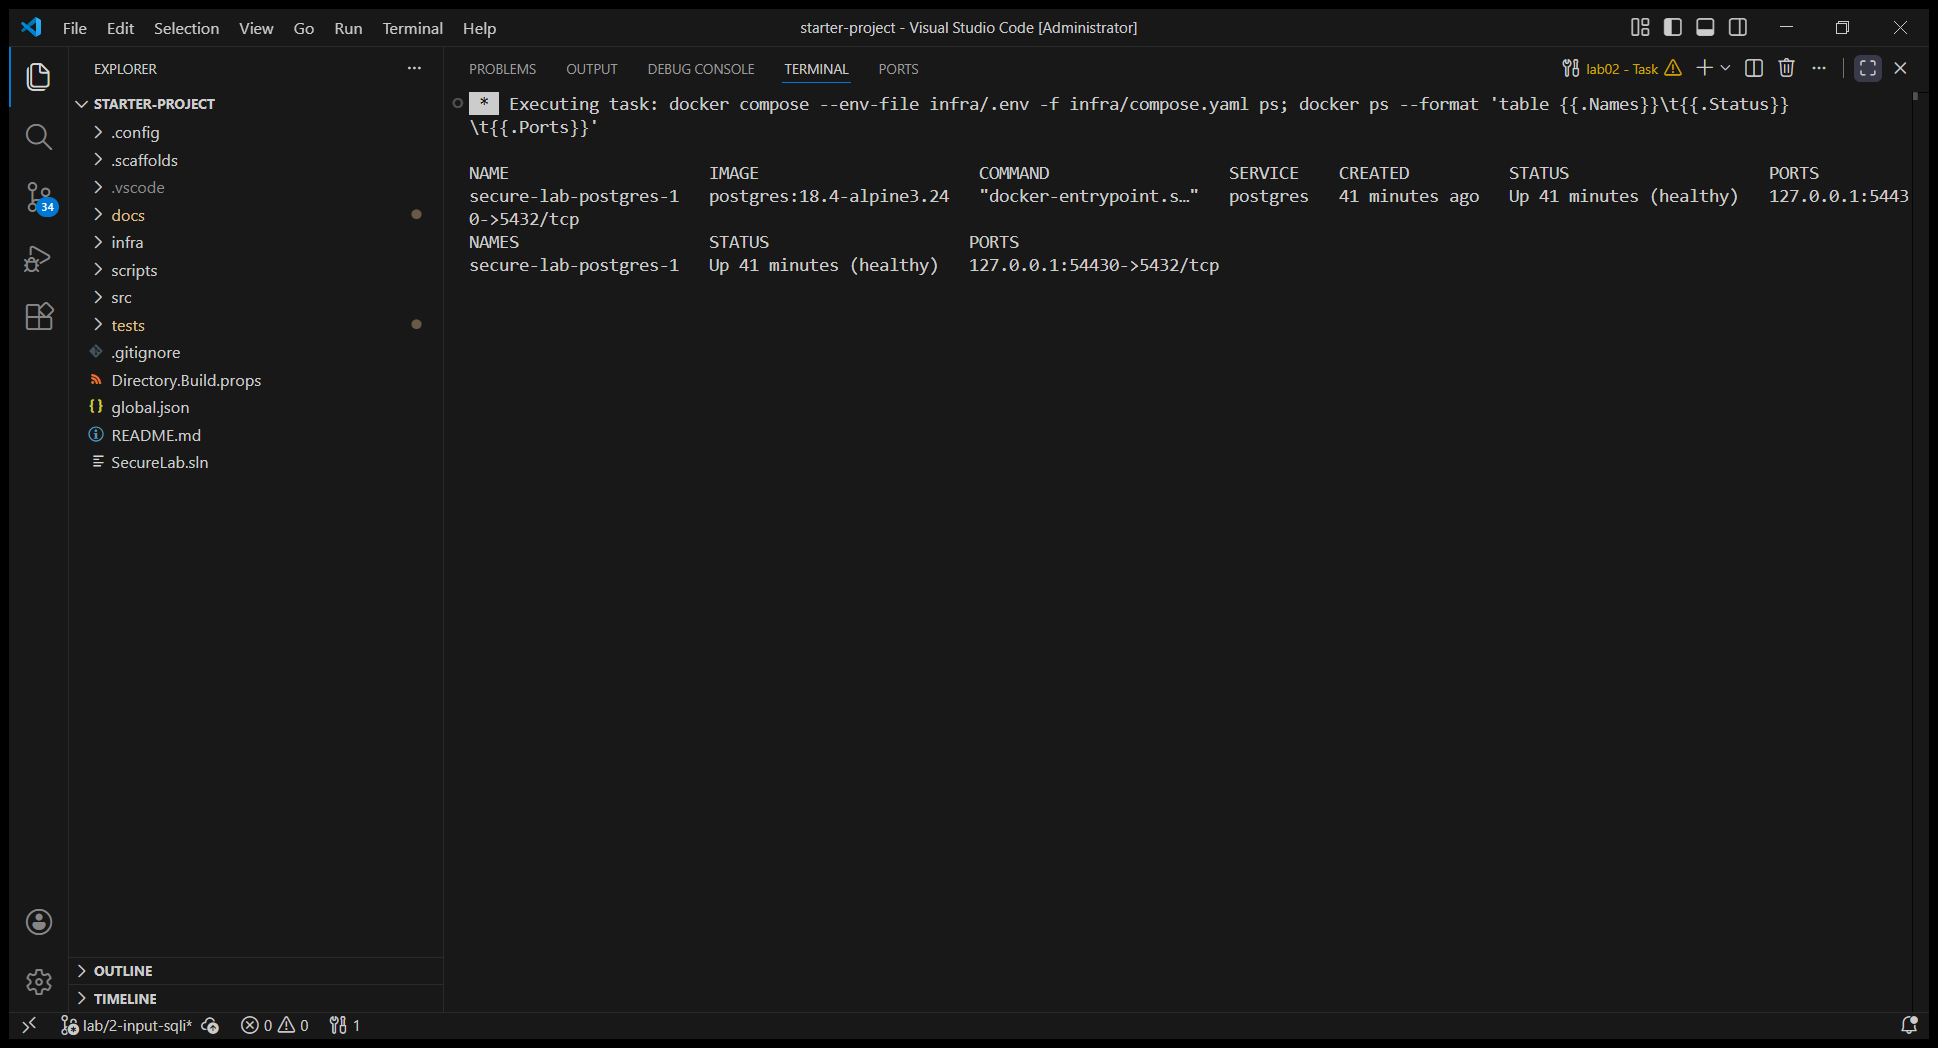 File Edit Selection View Go Run Terminal Help
starter-project - Visual Studio Code [Administrator]
EXPLORER
PROBLEMS OUTPUT DEBUG CONSOLE TERMINAL PORTS
lab02 - Task
STARTER-PROJECT
.config
.scaffolds
.vscode
docs
infra
scripts
src
tests
.gitignore
Directory.Build.props
global.json
README.md
SecureLab.sln
34
* Executing task: docker compose --env-file infra/.env -f infra/compose.yaml ps; docker ps --format 'table {{.Names}}\t{{.Status}}
\t{{.Ports}}'
NAME IMAGE COMMAND SERVICE CREATED STATUS PORTS
secure-lab-postgres-1 postgres:18.4-alpine3.24 "docker-entrypoint.s…" postgres 41 minutes ago Up 41 minutes (healthy) 127.0.0.1:5443
0->5432/tcp
NAMES STATUS PORTS
secure-lab-postgres-1 Up 41 minutes (healthy) 127.0.0.1:54430->5432/tcp
OUTLINE
TIMELINE
lab/2-input-sqli* 0 0 1